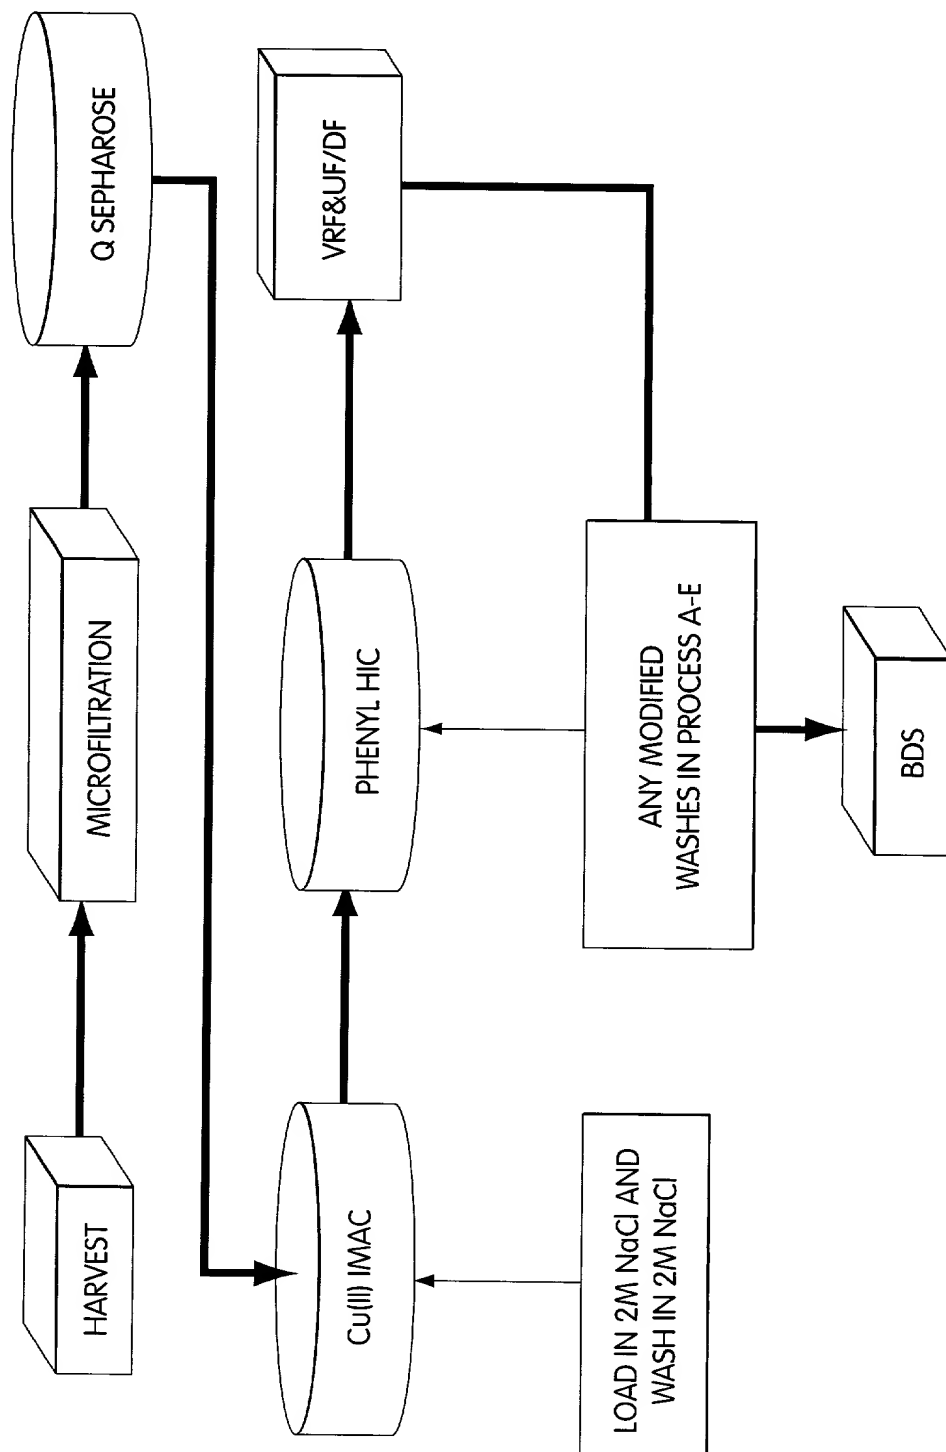 HARVEST
MICROFILTRATION
Q SEPHAROSE
Cu(II) IMAC
PHENYL HIC
VRF&UF/DF
LOAD IN 2M NaCl AND
WASH IN 2M NaCl
ANY MODIFIED
WASHES IN PROCESS A-E
BDS